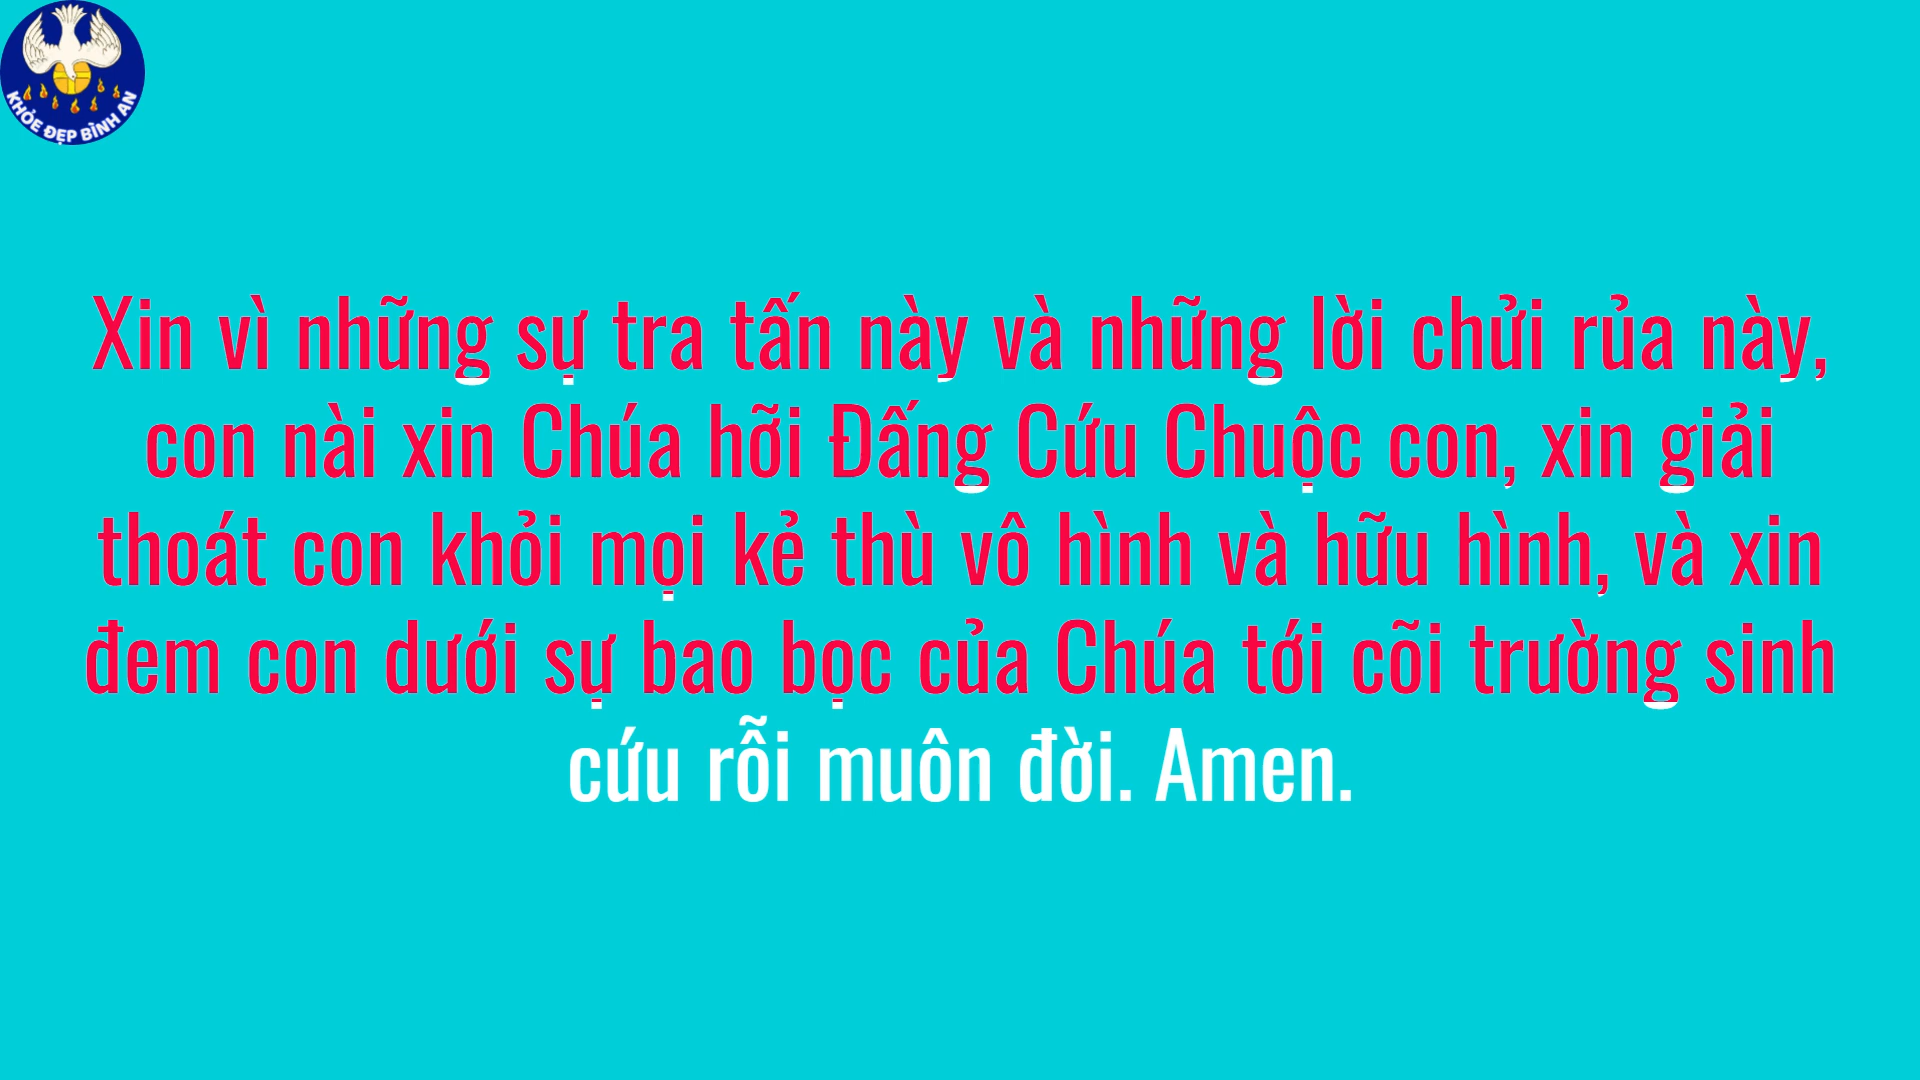 KHỎE ĐẸP BÌNH AN
Xin vì những sự tra tấn này và những lời chửi rủa này,
con nài xin Chúa hỡi Đấng Cứu Chuộc con, xin giải
thoát con khỏi mọi kẻ thù vô hình và hữu hình, và xin
đem con dưới sự bao bọc của Chúa tới cõi trường sinh
cứu rỗi muôn đời. Amen.